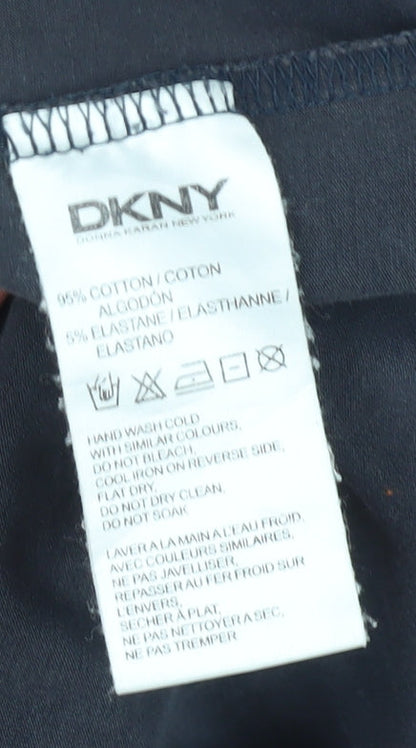 DKNY
DONNA KARAN NEW YORK
95% COTTON / COTON
ALGODÓN
5% ELASTANE / ELASTHANNE /
ELASTANO
HAND WASH COLD
WITH SIMILAR COLOURS,
DO NOT BLEACH,
COOL IRON ON REVERSE SIDE,
FLAT DRY,
DO NOT DRY CLEAN,
DO NOT SOAK
LAVER A LA MAIN A L'EAU FROID,
AVEC COULEURS SIMILAIRES,
NE PAS JAVELLISER,
REPASSER AU FER FROID SUR
L'ENVERS,
SECHER À PLAT,
NE PAS NETTOYER A SEC,
NE PAS TREMPER